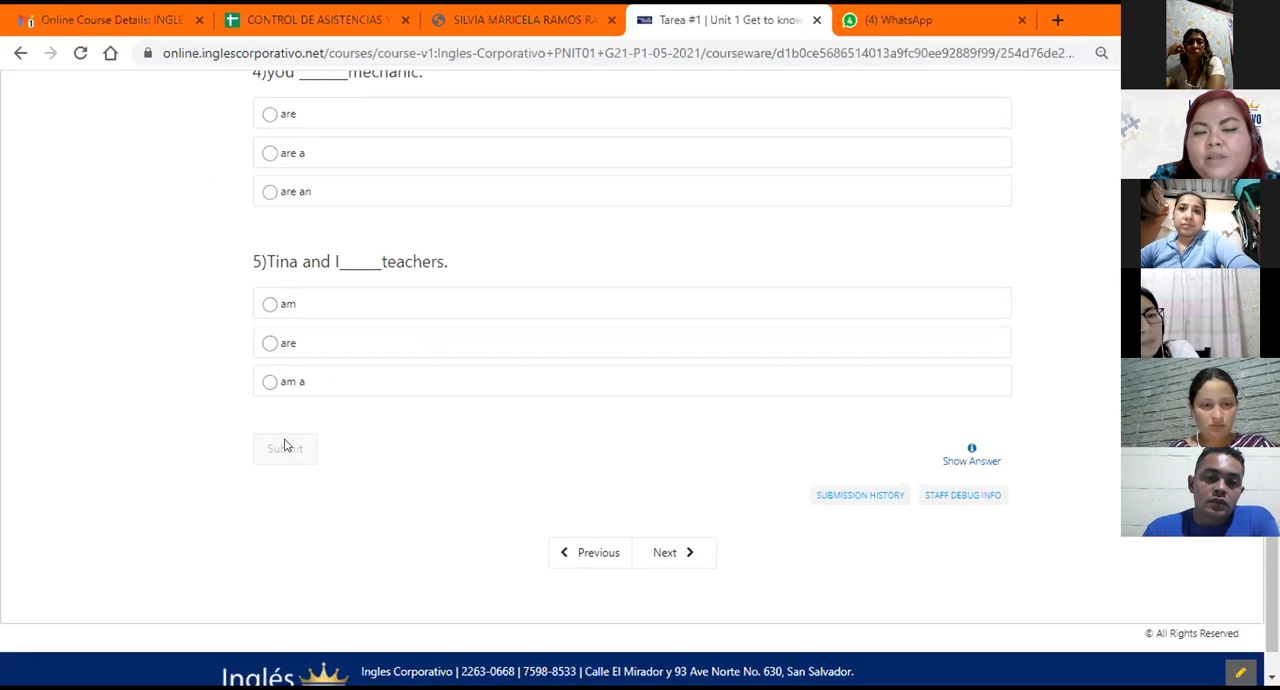 Online Course Details: INGLE
CONTROL DE ASISTENCIAS Y
SILVIA MARICELA RAMOS RA
Tarea #1 | Unit 1 Get to know
(4) WhatsApp
online.inglescorporativo.net/courses/course-v1:Ingles-Corporativo+PNIT01+G21-P1-05-2021/courseware/d1b0ce5686514013a9fc90ee92889f99/254d76de2...
4)you ______mechanic.
are
are a
are an
5)Tina and I_____teachers.
am
are
am a
Submit
Show Answer
SUBMISSION HISTORY
STAFF DEBUG INFO
Previous
Next
© All Rights Reserved
Inglés
Ingles Corporativo | 2263-0668 | 7598-8533 | Calle El Mirador y 93 Ave Norte No. 630, San Salvador.